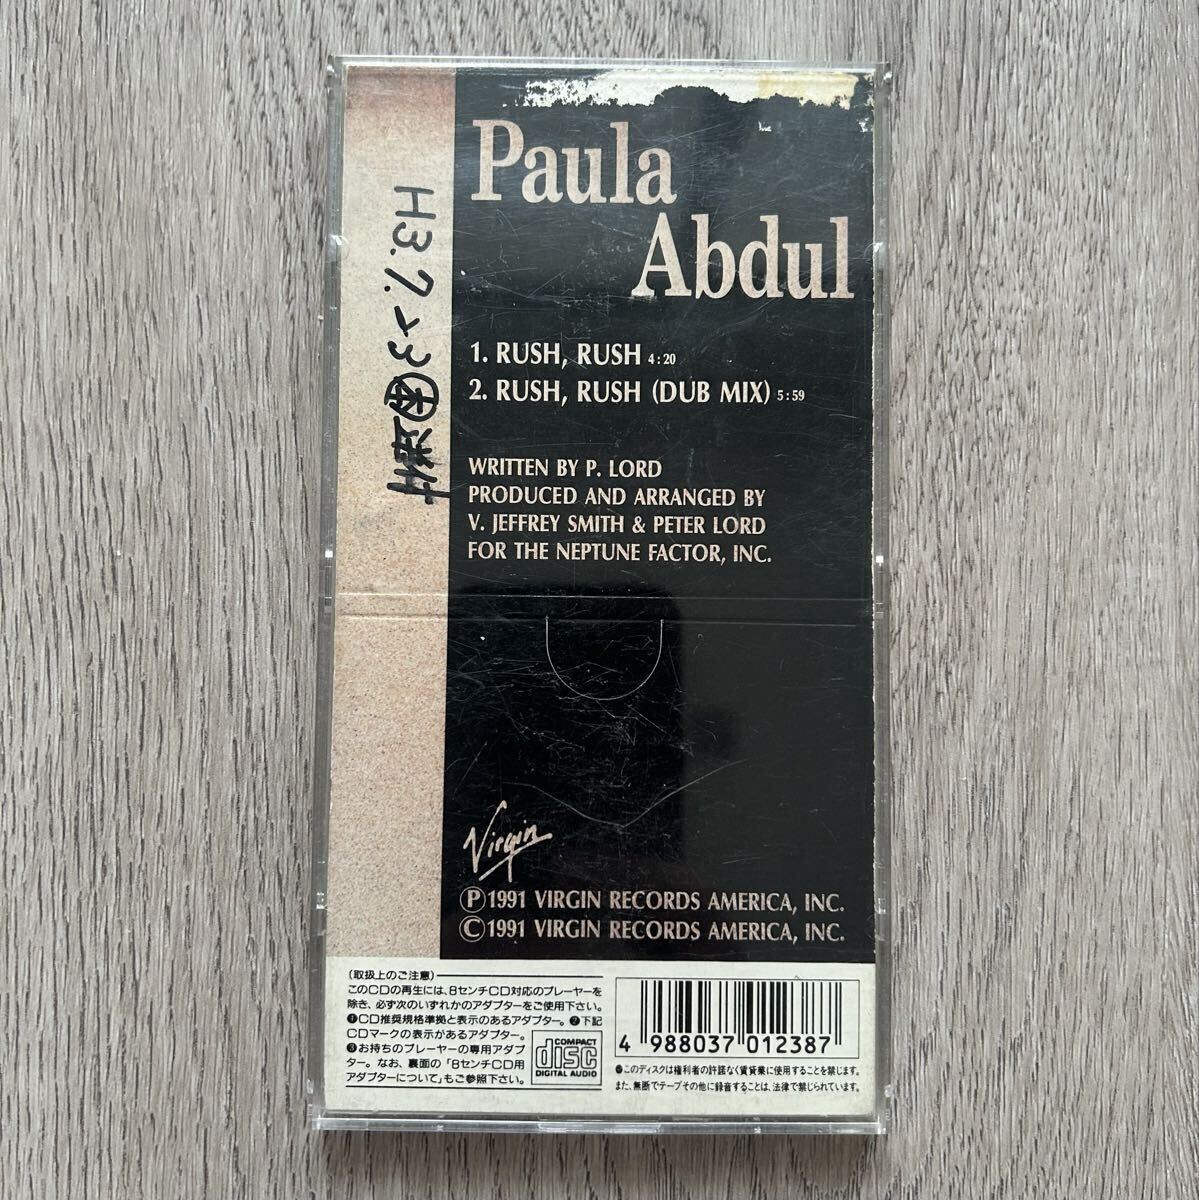 Paula
Abdul
H3.7.23㊍
1. RUSH, RUSH 4:20
2. RUSH, RUSH (DUB MIX) 5:59
WRITTEN BY P. LORD
PRODUCED AND ARRANGED BY
V. JEFFREY SMITH & PETER LORD
FOR THE NEPTUNE FACTOR, INC.
Virgin
Ⓟ1991 VIRGIN RECORDS AMERICA, INC.
©1991 VIRGIN RECORDS AMERICA, INC.
(取扱上のご注意)
このCDの再生には、8センチCD対応のプレーヤーを
除き、必ず次のいずれかのアダプターをご使用下さい。
❶CD推奨規格準拠と表示のあるアダプター。❷下記
CDマークの表示があるアダプター。
❸お持ちのプレーヤーの専用アダプ
ター。なお、裏面の「8センチCD用
アダプターについて」もご参照下さい。
COMPACT
disc
DIGITAL AUDIO
4 988037 012387
●このディスクは権利者の許諾なく賃貸業に使用することを禁じます。
また、無断でテープその他に録音することは、法律で禁じられています。